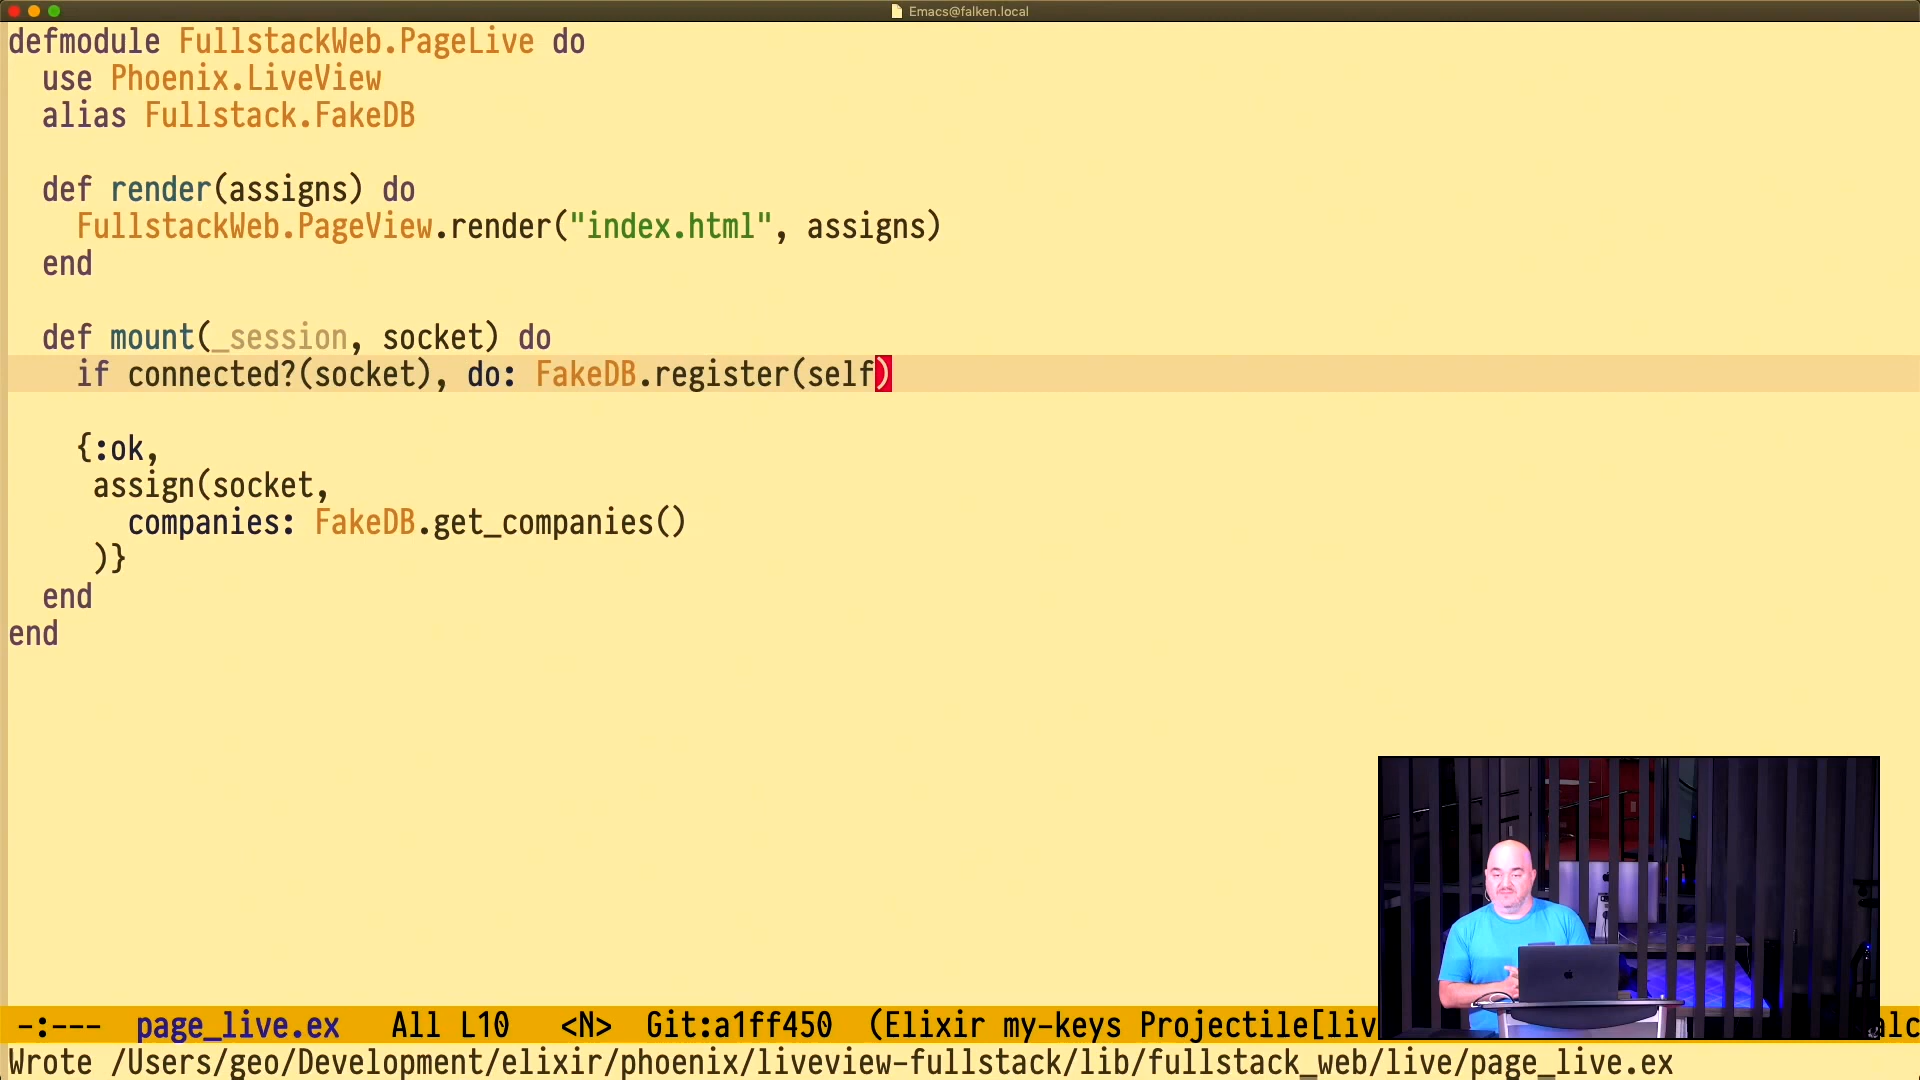 Emacs@falken.local
defmodule FullstackWeb.PageLive do
  use Phoenix.LiveView
  alias Fullstack.FakeDB

  def render(assigns) do
    FullstackWeb.PageView.render("index.html", assigns)
  end

  def mount(_session, socket) do
    if connected?(socket), do: FakeDB.register(self)

    {:ok,
     assign(socket,
       companies: FakeDB.get_companies()
     )}
  end
end
-:--- page_live.ex All L10 <N> Git:a1ff450 (Elixir my-keys Projectile[liv
Wrote /Users/geo/Development/elixir/phoenix/liveview-fullstack/lib/fullstack_web/live/page_live.ex